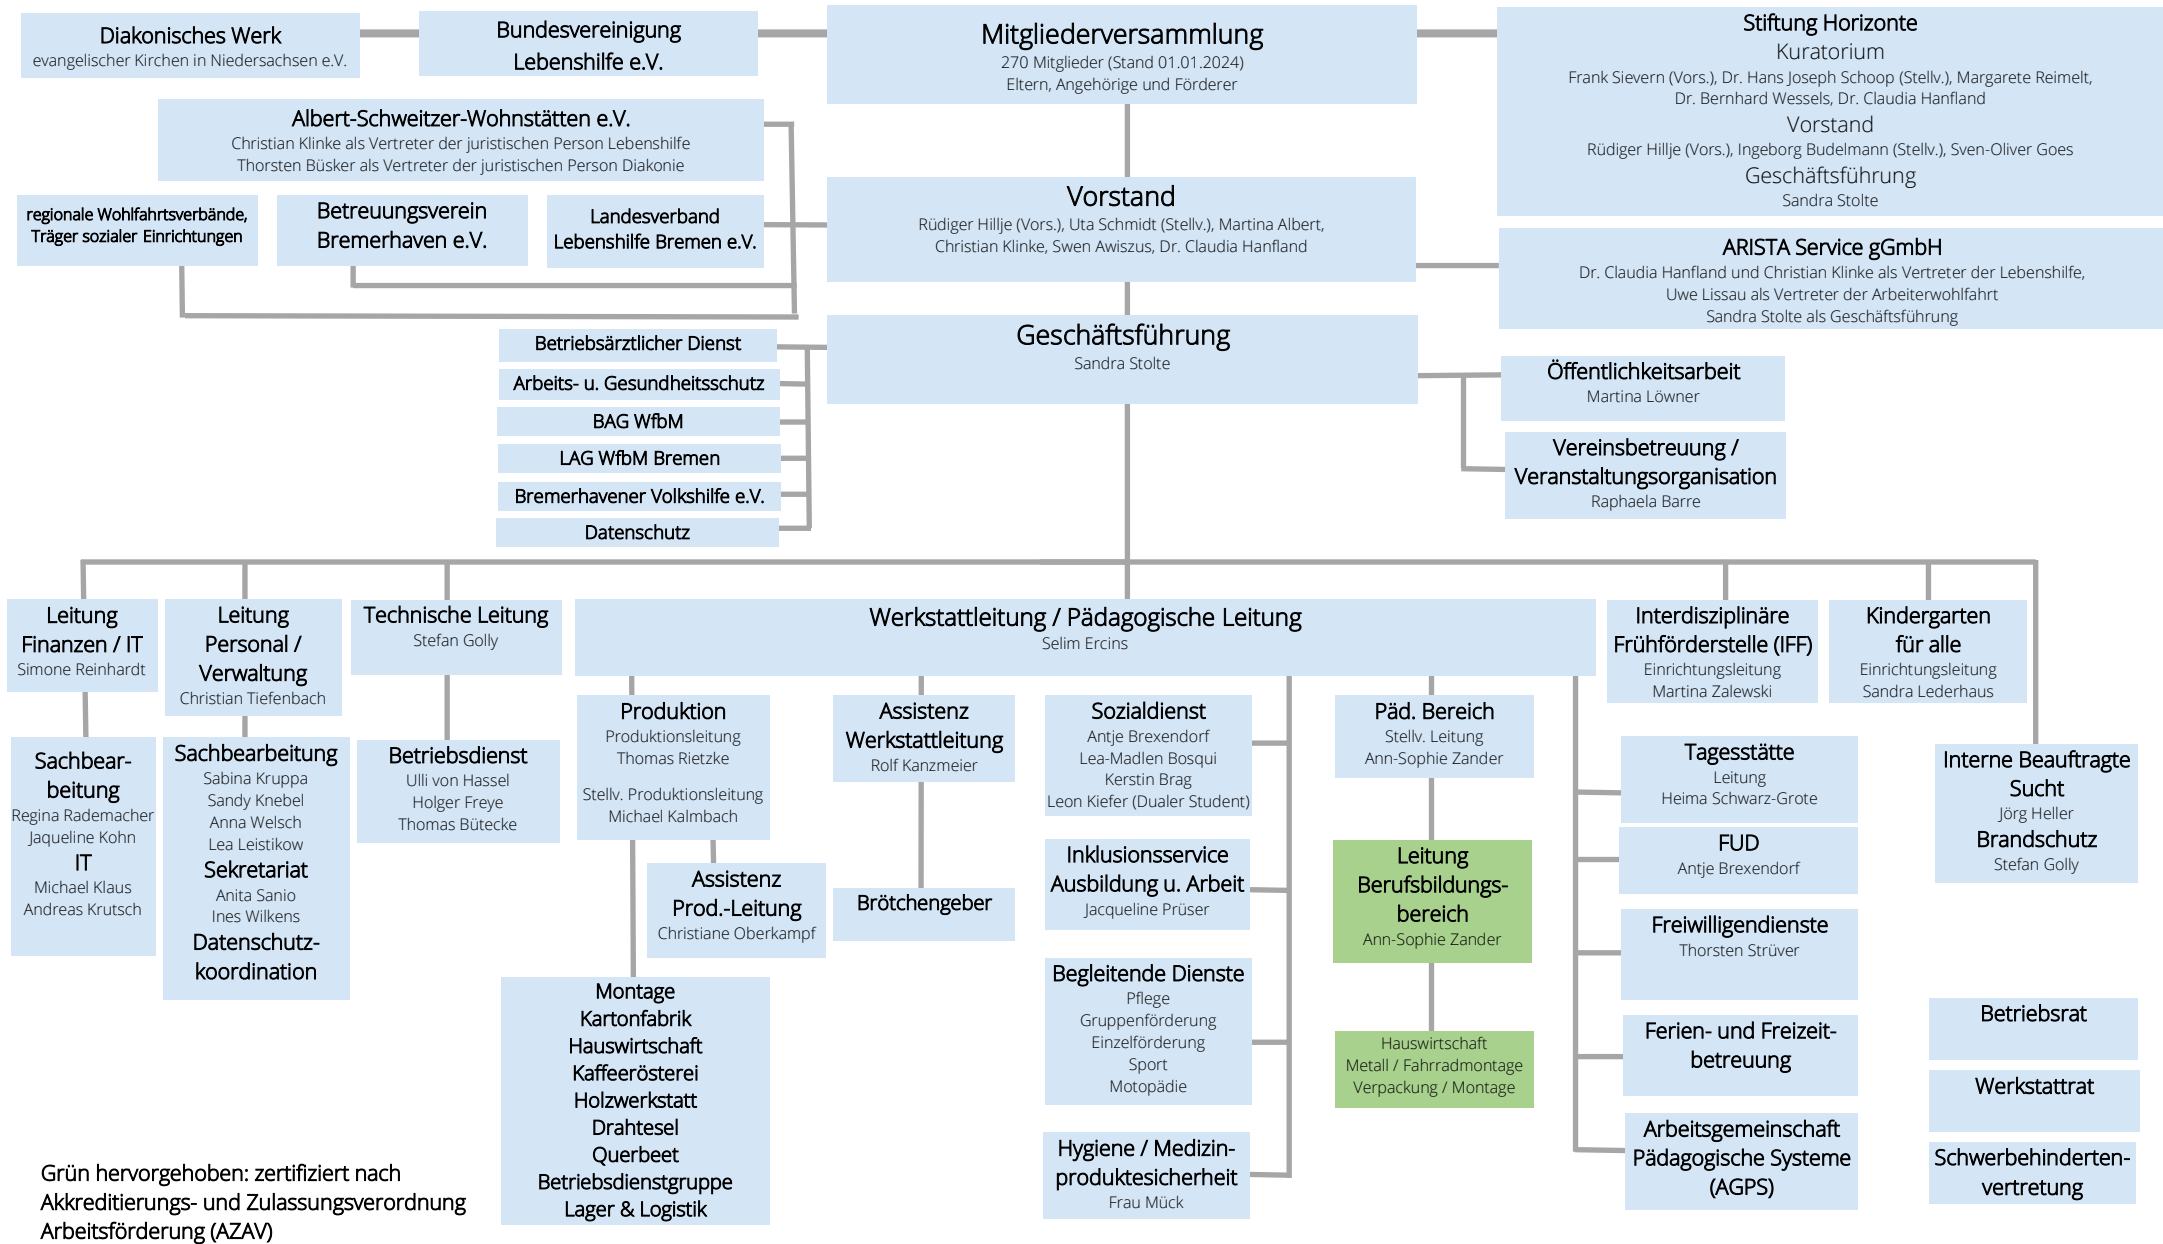 Diakonisches Werk
evangelischer Kirchen in Niedersachsen e.V.
Bundesvereinigung
Lebenshilfe e.V.
Mitgliederversammlung
270 Mitglieder (Stand 01.01.2024)
Eltern, Angehörige und Förderer
Stiftung Horizonte
Kuratorium
Frank Sievern (Vors.), Dr. Hans Joseph Schoop (Stellv.), Margarete Reimelt,
Dr. Bernhard Wessels, Dr. Claudia Hanfland
Vorstand
Rüdiger Hillje (Vors.), Ingeborg Budelmann (Stellv.), Sven-Oliver Goes
Geschäftsführung
Sandra Stolte
Albert-Schweitzer-Wohnstätten e.V.
Christian Klinke als Vertreter der juristischen Person Lebenshilfe
Thorsten Büsker als Vertreter der juristischen Person Diakonie
regionale Wohlfahrtsverbände,
Träger sozialer Einrichtungen
Betreuungsverein
Bremerhaven e.V.
Landesverband
Lebenshilfe Bremen e.V.
Vorstand
Rüdiger Hillje (Vors.), Uta Schmidt (Stellv.), Martina Albert,
Christian Klinke, Swen Awiszus, Dr. Claudia Hanfland
ARISTA Service gGmbH
Dr. Claudia Hanfland und Christian Klinke als Vertreter der Lebenshilfe,
Uwe Lissau als Vertreter der Arbeiterwohlfahrt
Sandra Stolte als Geschäftsführung
Geschäftsführung
Sandra Stolte
Betriebsärztlicher Dienst
Arbeits- u. Gesundheitsschutz
BAG WfbM
LAG WfbM Bremen
Bremerhavener Volkshilfe e.V.
Datenschutz
Öffentlichkeitsarbeit
Martina Löwner
Vereinsbetreuung /
Veranstaltungsorganisation
Raphaela Barre
Leitung
Finanzen / IT
Simone Reinhardt
Leitung
Personal /
Verwaltung
Christian Tiefenbach
Technische Leitung
Stefan Golly
Werkstattleitung / Pädagogische Leitung
Selim Ercins
Interdisziplinäre
Frühförderstelle (IFF)
Einrichtungsleitung
Martina Zalewski
Kindergarten
für alle
Einrichtungsleitung
Sandra Lederhaus
Sachbear-
beitung
Regina Rademacher
Jaqueline Kohn
IT
Michael Klaus
Andreas Krutsch
Sachbearbeitung
Sabina Kruppa
Sandy Knebel
Anna Welsch
Lea Leistikow
Sekretariat
Anita Sanio
Ines Wilkens
Datenschutz-
koordination
Betriebsdienst
Ulli von Hassel
Holger Freye
Thomas Bütecke
Produktion
Produktionsleitung
Thomas Rietzke
Stellv. Produktionsleitung
Michael Kalmbach
Assistenz
Prod.-Leitung
Christiane Oberkampf
Montage
Kartonfabrik
Hauswirtschaft
Kaffeerösterei
Holzwerkstatt
Drahtesel
Querbeet
Betriebsdienstgruppe
Lager & Logistik
Assistenz
Werkstattleitung
Rolf Kanzmeier
Brötchengeber
Sozialdienst
Antje Brexendorf
Lea-Madlen Bosqui
Kerstin Brag
Leon Kiefer (Dualer Student)
Inklusionsservice
Ausbildung u. Arbeit
Jacqueline Prüser
Begleitende Dienste
Pflege
Gruppenförderung
Einzelförderung
Sport
Motopädie
Hygiene / Medizin-
produktesicherheit
Frau Mück
Päd. Bereich
Stellv. Leitung
Ann-Sophie Zander
Leitung
Berufsbildungs-
bereich
Ann-Sophie Zander
Hauswirtschaft
Metall / Fahrradmontage
Verpackung / Montage
Tagesstätte
Leitung
Heima Schwarz-Grote
FUD
Antje Brexendorf
Freiwilligendienste
Thorsten Strüver
Ferien- und Freizeit-
betreuung
Arbeitsgemeinschaft
Pädagogische Systeme
(AGPS)
Interne Beauftragte
Sucht
Jörg Heller
Brandschutz
Stefan Golly
Betriebsrat
Werkstattrat
Schwerbehinderten-
vertretung
Grün hervorgehoben: zertifiziert nach
Akkreditierungs- und Zulassungsverordnung
Arbeitsförderung (AZAV)